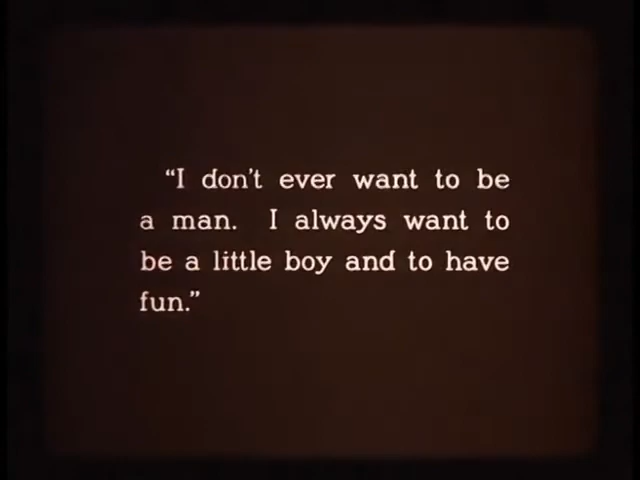 “I don't ever want to be
a man. I always want to
be a little boy and to have
fun.”